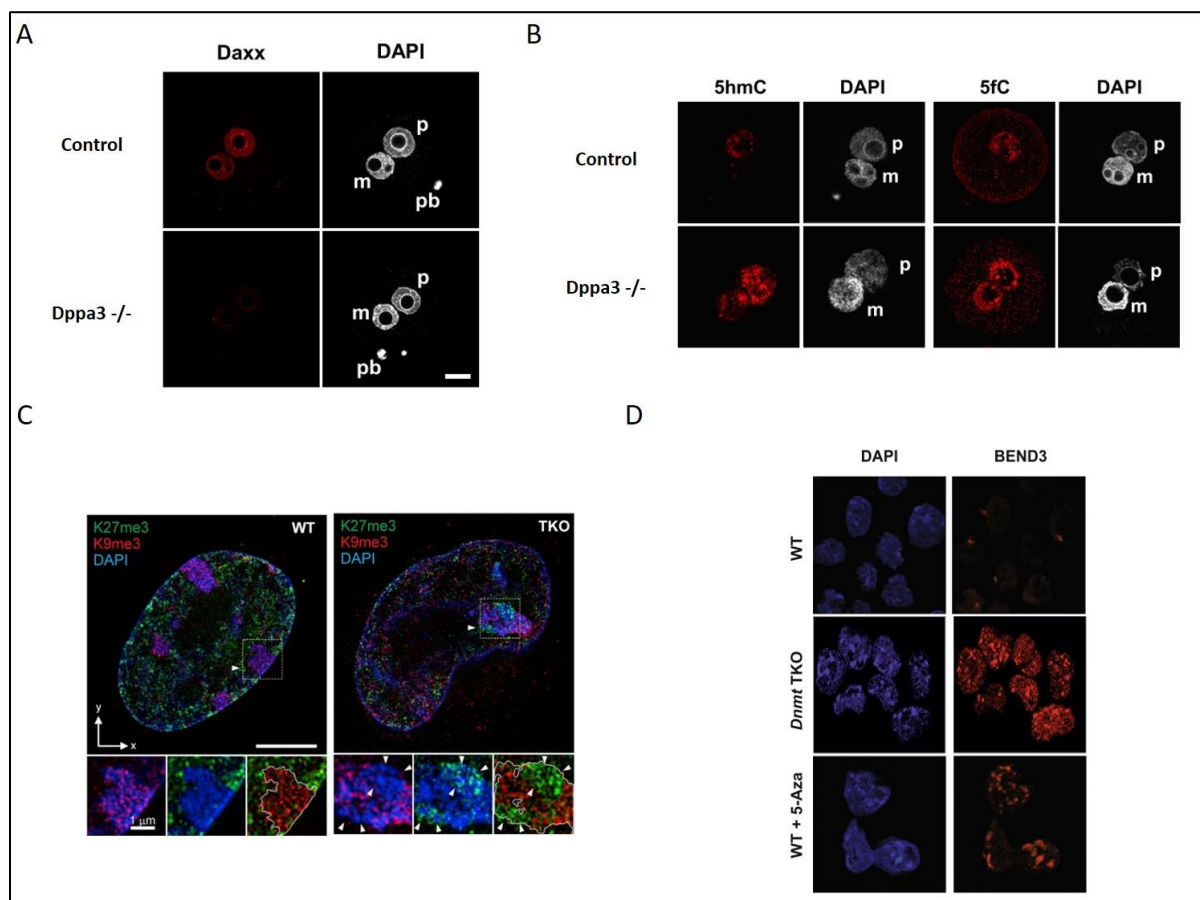 A
Daxx DAPI
Control
p
m
pb
Dppa3 -/-
p
m
pb
B
5hmC DAPI 5fC DAPI
Control
p
m
p
m
Dppa3 -/-
p
m
p
m
C
K27me3 WT
K9me3
DAPI
y
x
1 μm
K27me3 TKO
K9me3
DAPI
D
DAPI BEND3
WT
Dnmt TKO
WT + 5-Aza